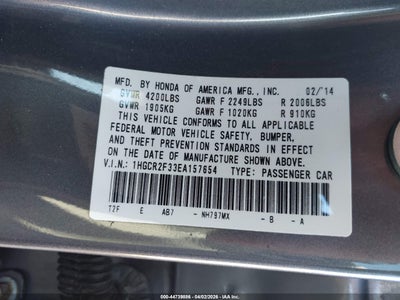 MFD. BY HONDA OF AMERICA MFG., INC. 02/'14
GVWR 4200LBS GAWR F 2249LBS R 2006LBS
GVWR 1905KG GAWR F 1020KG R 910KG
THIS VEHICLE CONFORMS TO ALL APPLICABLE
FEDERAL MOTOR VEHICLE SAFETY, BUMPER,
AND THEFT PREVENTION STANDARDS IN EFFECT
ON THE DATE OF MANUFACTURE SHOWN ABOVE.
V.I.N.: 1HGCR2F33EA157654 TYPE: PASSENGER CAR
T2F E AB7 - NH797MX - B - A
000-44739886 - 04/02/2026 - IAA Inc.